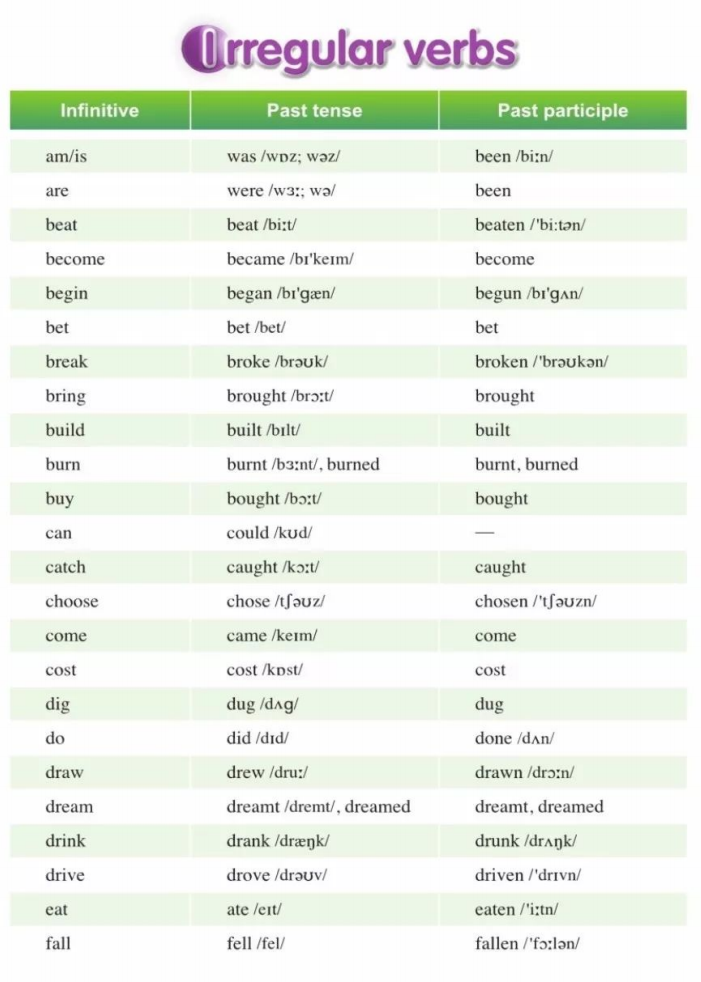 Irregular verbs
Infinitive Past tense Past participle
am/is was /wɒz; wəz/ been /biːn/
are were /wɜː; wə/ been
beat beat /biːt/ beaten /'biːtən/
become became /bɪ'keɪm/ become
begin began /bɪ'ɡæn/ begun /bɪ'ɡʌn/
bet bet /bet/ bet
break broke /brəʊk/ broken /'brəʊkən/
bring brought /brɔːt/ brought
build built /bɪlt/ built
burn burnt /bɜːnt/, burned burnt, burned
buy bought /bɔːt/ bought
can could /kʊd/ —
catch caught /kɔːt/ caught
choose chose /tʃəʊz/ chosen /'tʃəʊzn/
come came /keɪm/ come
cost cost /kɒst/ cost
dig dug /dʌɡ/ dug
do did /dɪd/ done /dʌn/
draw drew /druː/ drawn /drɔːn/
dream dreamt /dremt/, dreamed dreamt, dreamed
drink drank /dræŋk/ drunk /drʌŋk/
drive drove /drəʊv/ driven /'drɪvn/
eat ate /eɪt/ eaten /'iːtn/
fall fell /fel/ fallen /'fɔːlən/